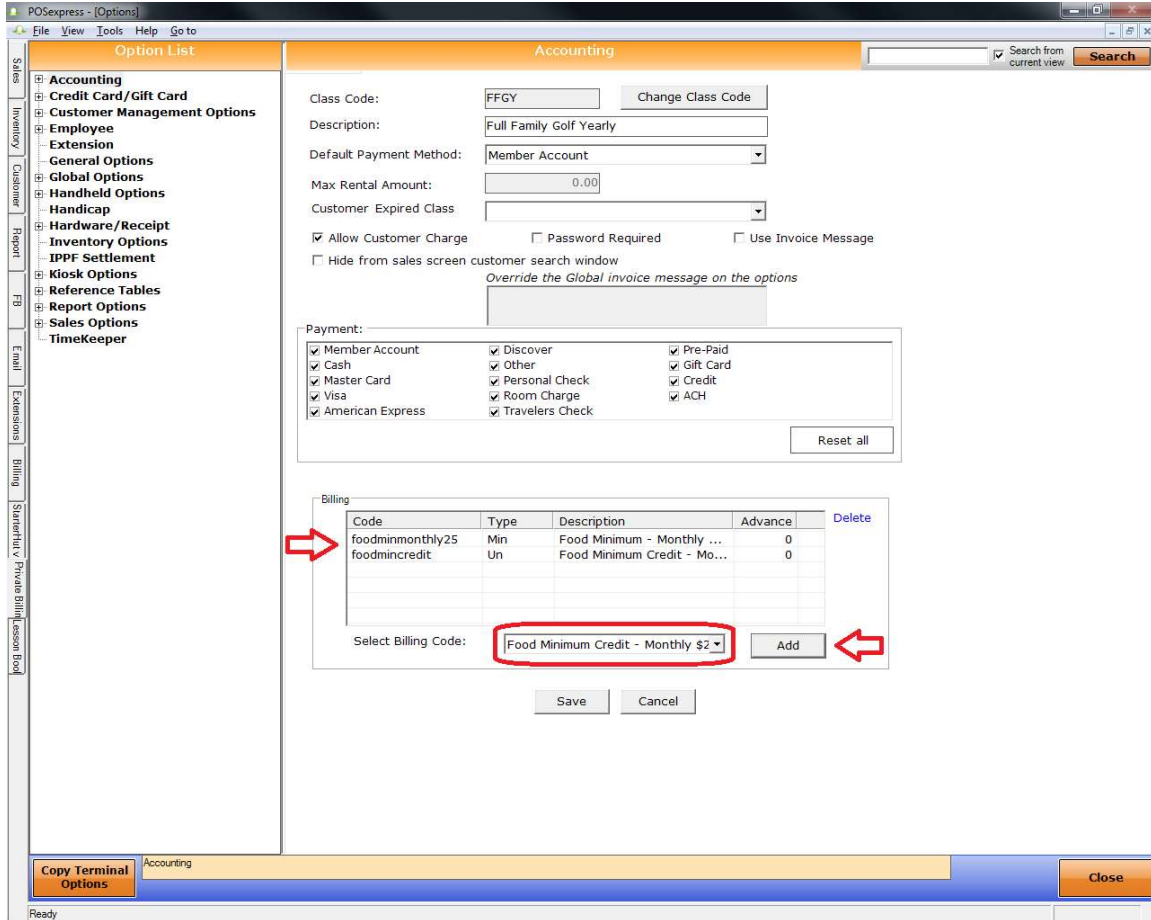 POSexpress - [Options]
File View Tools Help Go to
Option List
Accounting
Search from current view
Search
Sales
Inventory
Customer
Report
FB
Email
Extensions
Billing
Private Billin
Accounting
Credit Card/Gift Card
Customer Management Options
Employee
Extension
General Options
Global Options
Handheld Options
Handicap
Hardware/Receipt
Inventory Options
IPPF Settlement
Kiosk Options
Reference Tables
Report Options
Sales Options
TimeKeeper
Class Code: FFGY Change Class Code
Description: Full Family Golf Yearly
Default Payment Method: Member Account
Max Rental Amount: 0.00
Customer Expired Class
Allow Customer Charge Password Required Use Invoice Message
Hide from sales screen customer search window
Override the Global invoice message on the options
Payment:
Member Account Discover Pre-Paid
Cash Other Gift Card
Master Card Personal Check Credit
Visa Room Charge ACH
American Express Travelers Check
Reset all
Billing
Code Type Description Advance Delete
foodminmonthly25 Min Food Minimum - Monthly ... 0
foodmincredit Un Food Minimum Credit - Mo... 0
Select Billing Code: Food Minimum Credit - Monthly $2 Add
Save Cancel
Copy Terminal Options
Accounting
Close
Ready